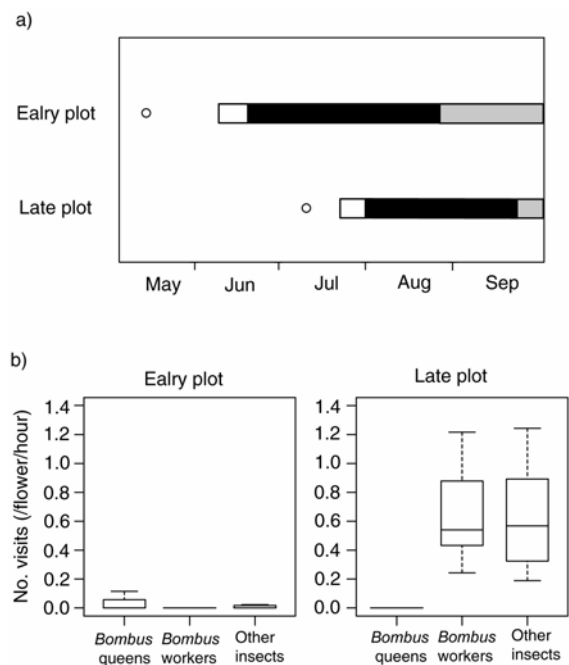 a)
Ealry plot
Late plot
May Jun Jul Aug Sep
b)
Ealry plot
No. visits (/flower/hour)
1.4
1.2
1.0
0.8
0.6
0.4
0.2
0.0
Bombus queens
Bombus workers
Other insects
Late plot
1.4
1.2
1.0
0.8
0.6
0.4
0.2
0.0
Bombus queens
Bombus workers
Other insects